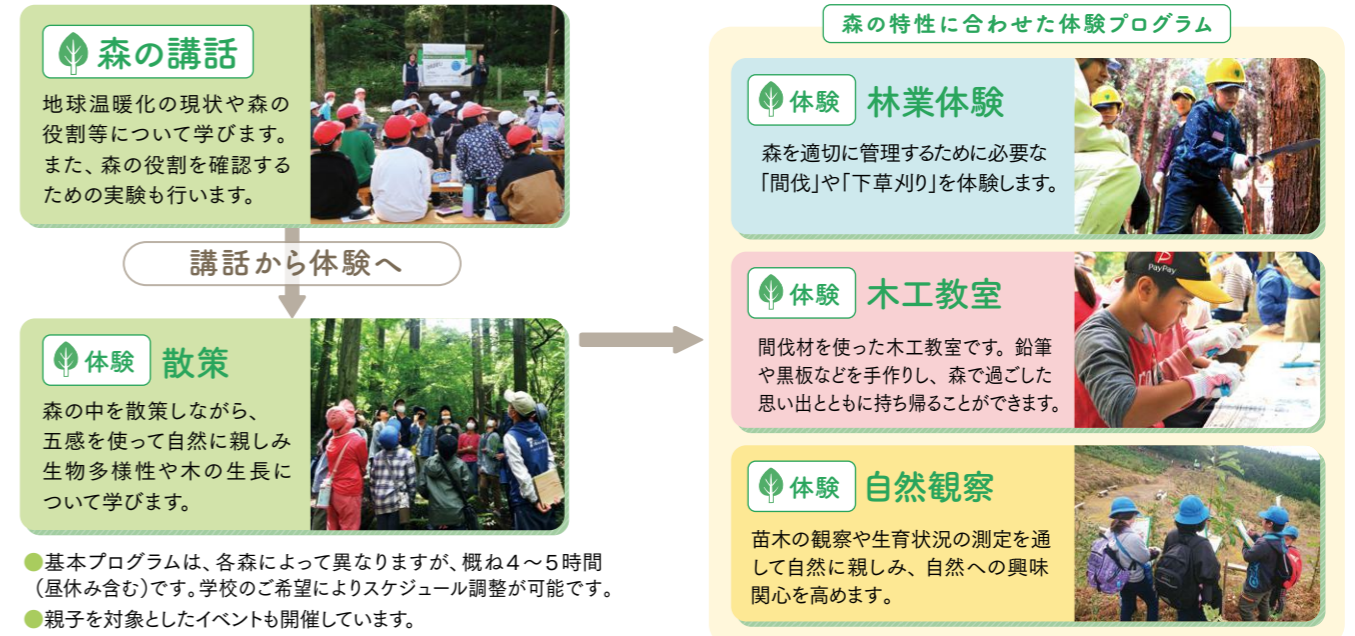 森の講話
地球温暖化の現状や森の
役割等について学びます。
また、森の役割を確認する
ための実験も行います。
講話から体験へ
体験 散策
森の中を散策しながら、
五感を使って自然に親しみ
生物多様性や木の生長に
ついて学びます。
●基本プログラムは、各森によって異なりますが、概ね4～5時間
（昼休み含む）です。学校のご希望によりスケジュール調整が可能です。
●親子を対象としたイベントも開催しています。
森の特性に合わせた体験プログラム
体験 林業体験
森を適切に管理するために必要な
「間伐」や「下草刈り」を体験します。
体験 木工教室
間伐材を使った木工教室です。鉛筆
や黒板などを手作りし、森で過ごした
思い出とともに持ち帰ることができます。
PayPay
体験 自然観察
苗木の観察や生育状況の測定を通
して自然に親しみ、自然への興味
関心を高めます。